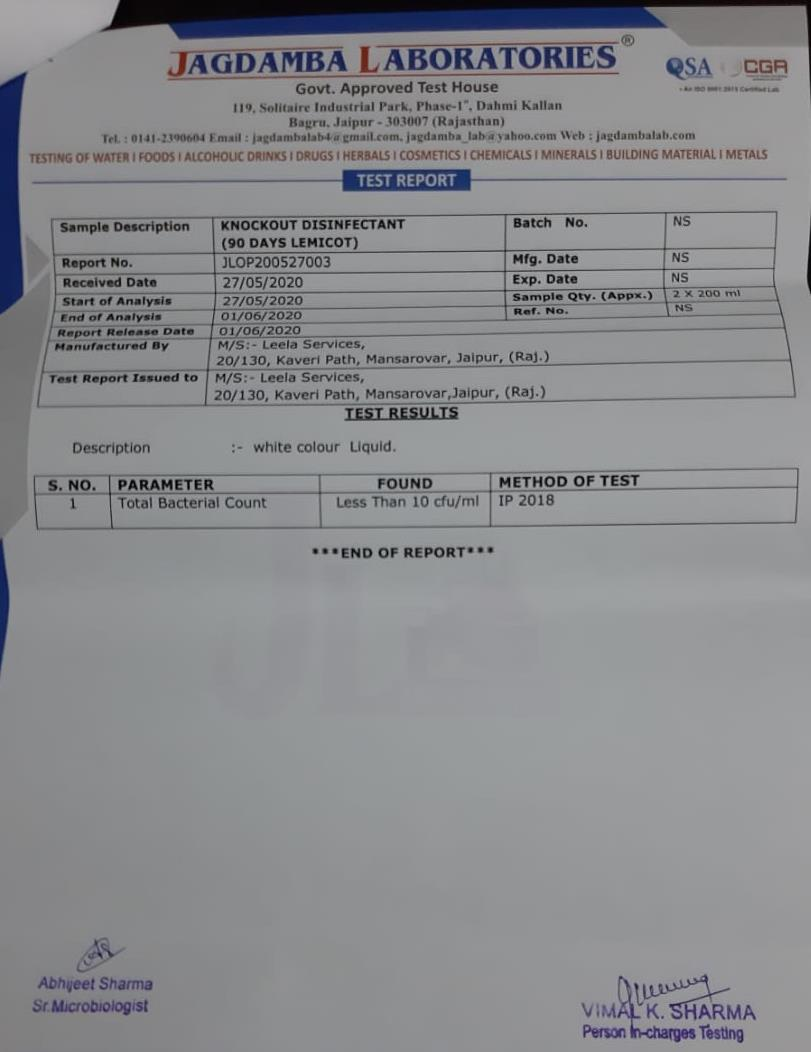 JAGDAMBA LABORATORIES®
QSA CGR
Govt. Approved Test House
- An ISO 9001:2015 Certified Lab
119, Solitaire Industrial Park, Phase-1", Dahmi Kallan
Bagru, Jaipur - 303007 (Rajasthan)
Tel. : 0141-2390604 Email : jagdambalab4@gmail.com, jagdamba_lab@yahoo.com Web : jagdambalab.com
TESTING OF WATER I FOODS I ALCOHOLIC DRINKS I DRUGS I HERBALS I COSMETICS I CHEMICALS I MINERALS I BUILDING MATERIAL I METALS
TEST REPORT
Sample Description KNOCKOUT DISINFECTANT Batch No. NS
(90 DAYS LEMICOT)
Report No. JLOP200527003 Mfg. Date NS
Received Date 27/05/2020 Exp. Date NS
Start of Analysis 27/05/2020 Sample Qty. (Appx.) 2 X 200 ml
End of Analysis 01/06/2020 Ref. No. NS
Report Release Date 01/06/2020
Manufactured By M/S:- Leela Services,
20/130, Kaveri Path, Mansarovar, Jaipur, (Raj.)
Test Report Issued to M/S:- Leela Services,
20/130, Kaveri Path, Mansarovar,Jaipur, (Raj.)
TEST RESULTS
Description :- white colour Liquid.
S. NO. PARAMETER FOUND METHOD OF TEST
1 Total Bacterial Count Less Than 10 cfu/ml IP 2018
***END OF REPORT***
Abhijeet Sharma
Sr.Microbiologist
VIMAL K. SHARMA
Person In-charges Testing